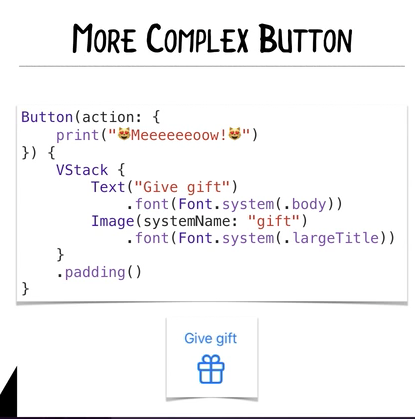 More Complex Button
Button(action: {
    print("😻Meeeeeeoow!😻")
}) {
    VStack {
        Text("Give gift")
            .font(Font.system(.body))
        Image(systemName: "gift")
            .font(Font.system(.largeTitle))
    }
    .padding()
}
Give gift